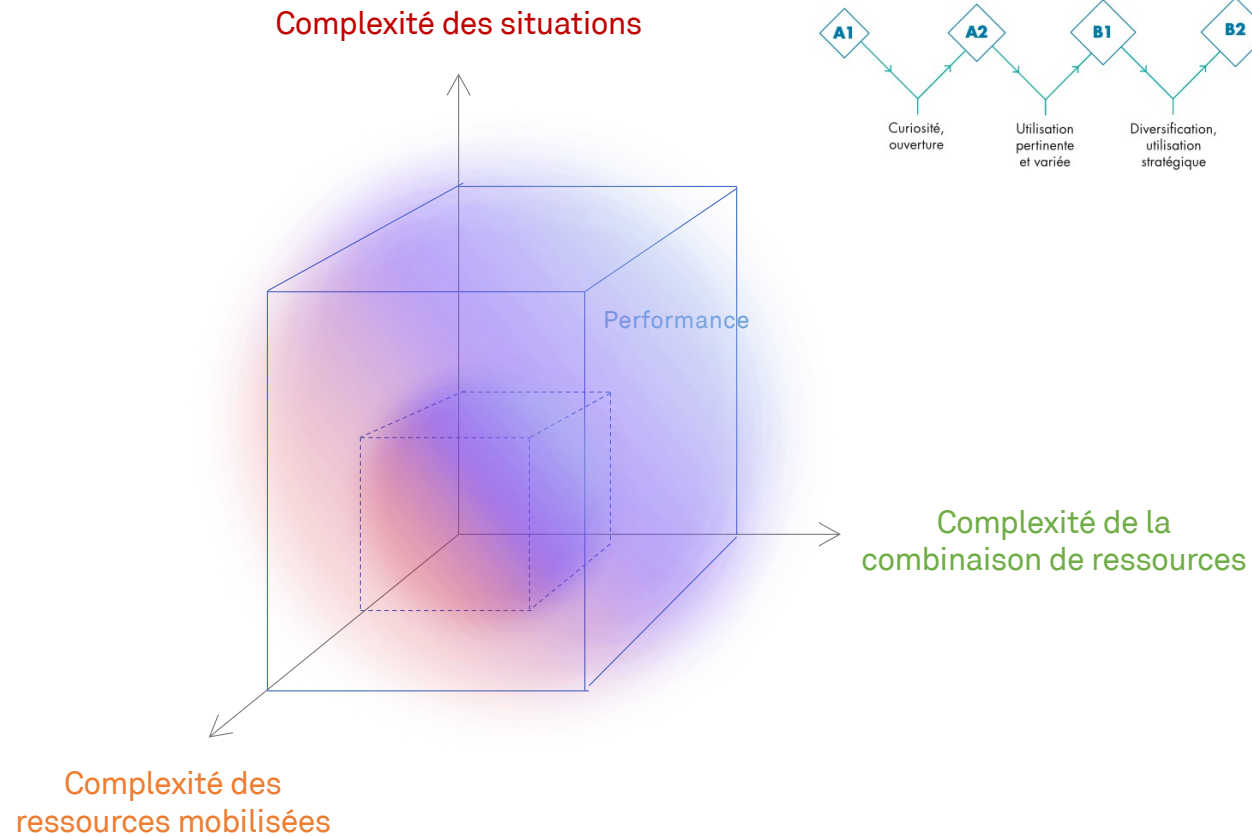 Complexité des situations
A1
A2
B1
B2
Curiosité,
ouverture
Utilisation
pertinente
et variée
Diversification,
utilisation
stratégique
Performance
Complexité de la
combinaison de ressources
Complexité des
ressources mobilisées